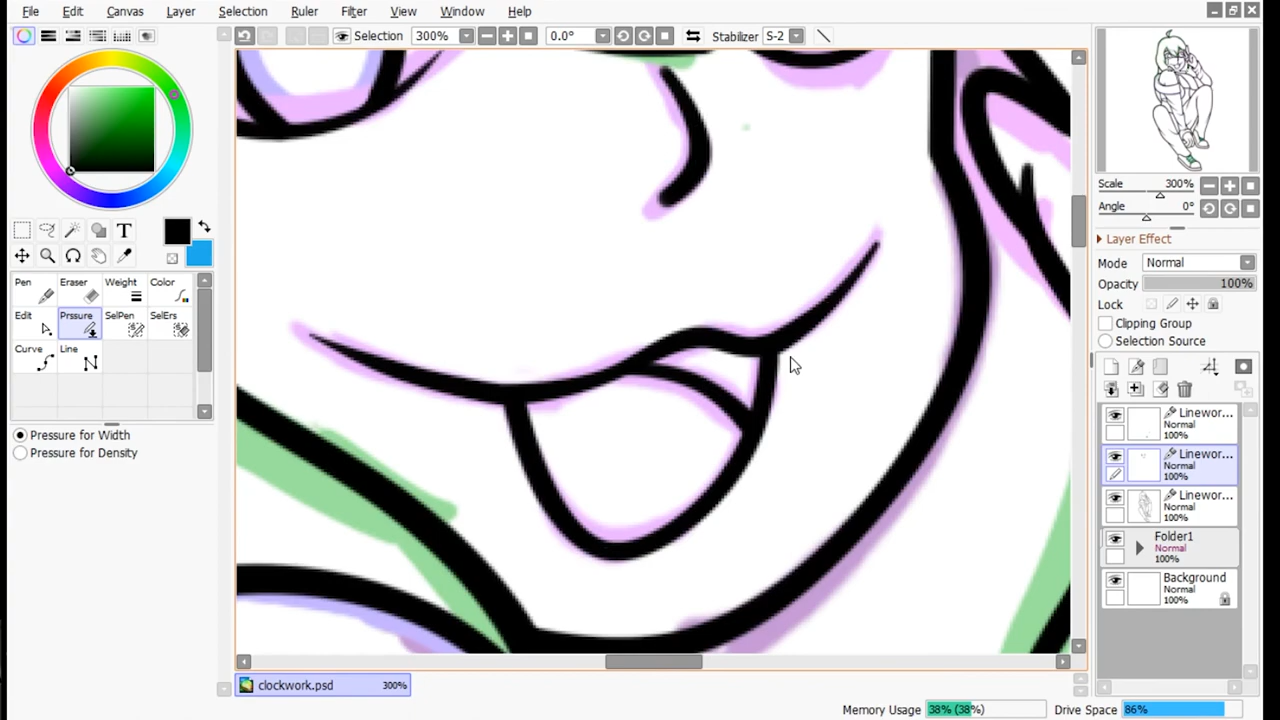 File Edit Canvas Layer Selection Ruler Filter View Window Help
Selection 300% 0.0° Stabilizer S-2
T
Pen Eraser Weight Color
Edit Prssure SelPen SelErs
Curve Line
Pressure for Width
Pressure for Density
Scale 300%
Angle 0°
Layer Effect
Mode Normal
Opacity 100%
Lock
Clipping Group
Selection Source
Linewor...
Normal
100%
Linewor...
Normal
100%
Linewor...
Normal
100%
Folder1
Normal
100%
Background
Normal
100%
clockwork.psd 300%
Memory Usage 38% (38%) Drive Space 86%